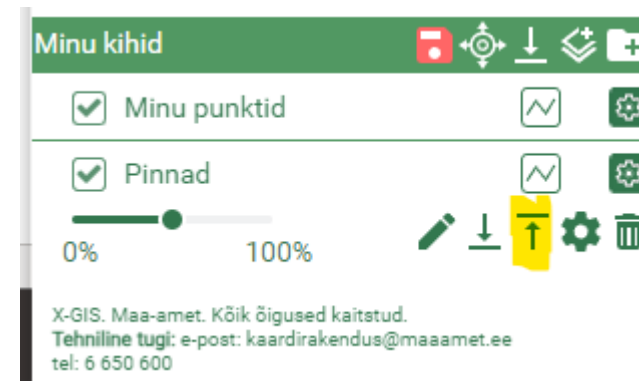 Minu kihid
Minu punktid
Pinnad
0% 100%
X-GIS. Maa-amet. Kõik õigused kaitstud.
Tehniline tugi: e-post: kaardirakendus@maaamet.ee
tel: 6 650 600